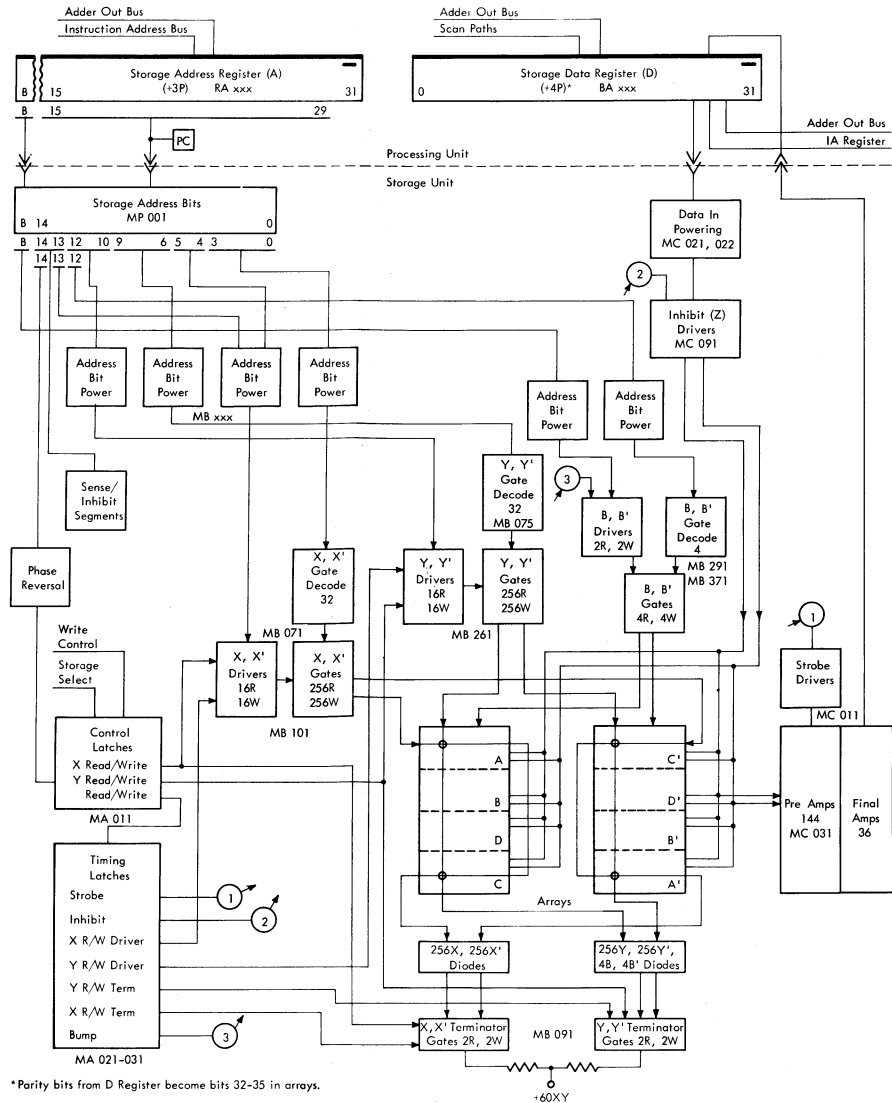 Adder Out Bus
Instruction Address Bus
Storage Address Register (A)
(+3P) RA xxx
B 15 31
B 15 29
PC
Adder Out Bus
Scan Paths
Storage Data Register (D)
(+4P)* BA xxx
0 31
Adder Out Bus
IA Register
Processing Unit
Storage Unit
Storage Address Bits
MP 001
B 14 0
B 14 13 12 10 9 6 5 4 3 0
14 13 12
Data In
Powering
MC 021, 022
2
Inhibit (Z)
Drivers
MC 091
Address
Bit
Power
Address
Bit
Power
Address
Bit
Power
Address
Bit
Power
MB xxx
Address
Bit
Power
Address
Bit
Power
Sense/
Inhibit
Segments
Y, Y'
Gate
Decode
32
MB 075
3
B, B'
Drivers
2R, 2W
B, B'
Gate
Decode
4
MB 291
MB 371
Phase
Reversal
X, X'
Gate
Decode
32
MB 071
Y, Y'
Drivers
16R
16W
Y, Y'
Gates
256R
256W
MB 261
B, B'
Gates
4R, 4W
1
Strobe
Drivers
MC 011
Write
Control
Storage
Select
X, X'
Drivers
16R
16W
X, X'
Gates
256R
256W
MB 101
Control
Latches
X Read/Write
Y Read/Write
Read/Write
MA 011
A
B
D
C
C'
D'
B'
A'
Arrays
Pre Amps
144
MC 031
Final
Amps
36
Timing
Latches
Strobe
1
Inhibit
2
X R/W Driver
Y R/W Driver
Y R/W Term
X R/W Term
Bump
3
MA 021-031
256X, 256X'
Diodes
256Y, 256Y',
4B, 4B' Diodes
X, X' Terminator
Gates 2R, 2W
MB 091
Y, Y' Terminator
Gates 2R, 2W
+60XY
*Parity bits from D Register become bits 32-35 in arrays.